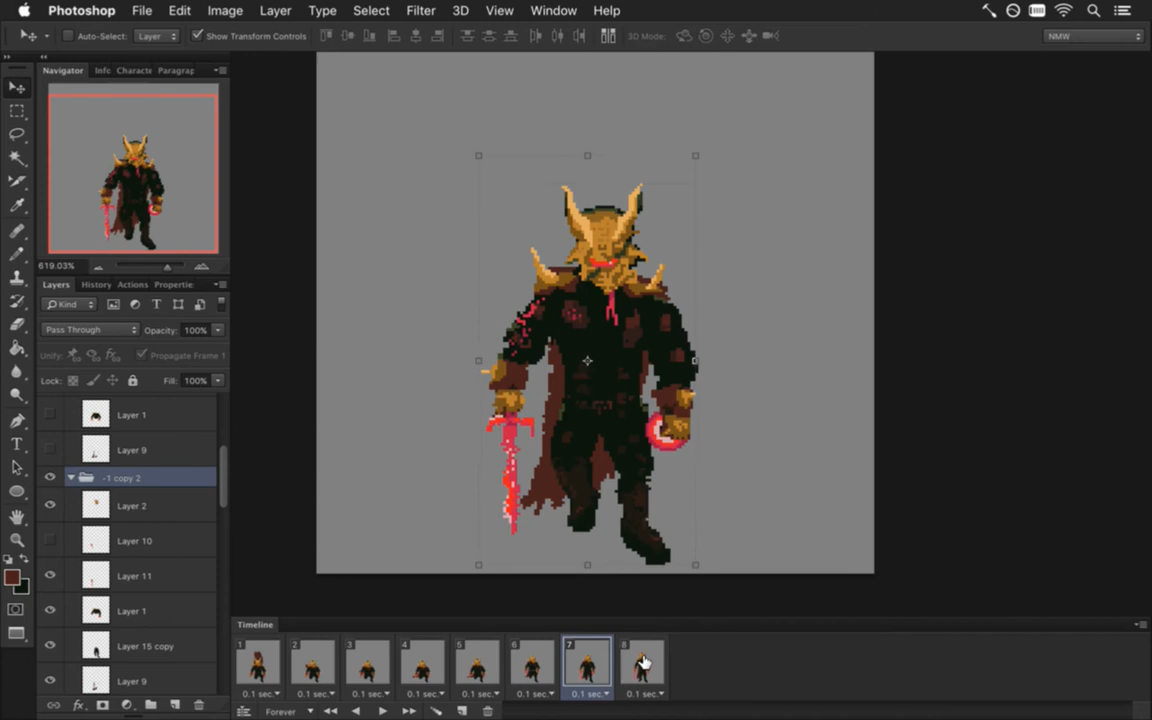 Photoshop File Edit Image Layer Type Select Filter 3D View Window Help
Auto-Select: Layer Show Transform Controls 3D Mode: NMW
Navigator Info Charact Paragrap
619.03%
Layers History Actions Properties
Kind
Pass Through Opacity: 100%
Unify: Propagate Frame 1
Lock: Fill: 100%
Layer 1
Layer 9
-1 copy 2
Layer 2
Layer 10
Layer 11
Layer 1
Layer 15 copy
Layer 9
Timeline
1 2 3 4 5 6 7 8
0.1 sec. 0.1 sec. 0.1 sec. 0.1 sec. 0.1 sec. 0.1 sec. 0.1 sec. 0.1 sec.
Forever